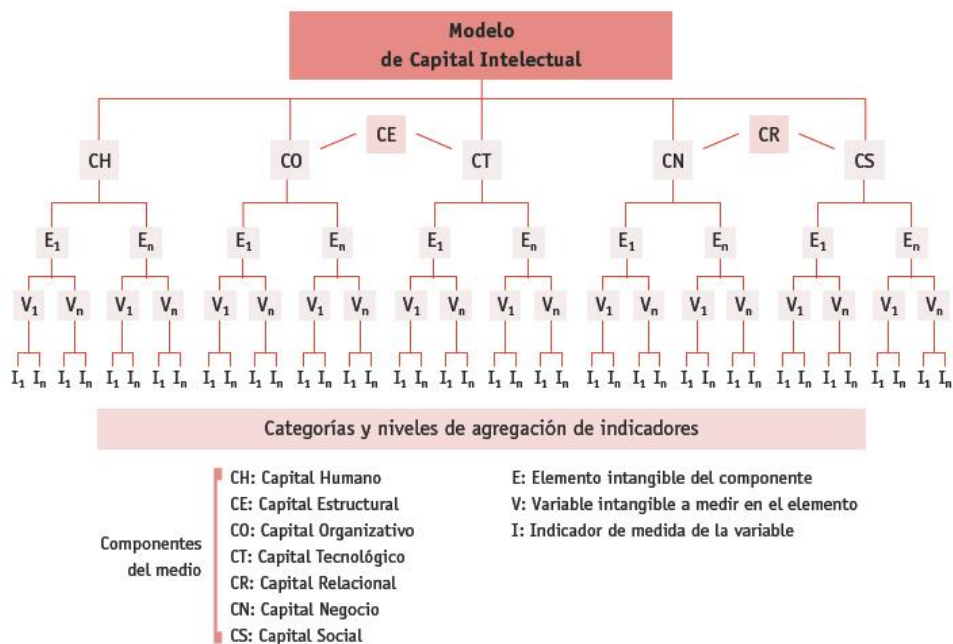 Modelo
de Capital Intelectual
CE CR
CH CO CT CN CS
E₁ Eₙ E₁ Eₙ E₁ Eₙ E₁ Eₙ E₁ Eₙ
V₁ Vₙ V₁ Vₙ V₁ Vₙ V₁ Vₙ V₁ Vₙ V₁ Vₙ V₁ Vₙ V₁ Vₙ V₁ Vₙ V₁ Vₙ
I₁ Iₙ I₁ Iₙ I₁ Iₙ I₁ Iₙ I₁ Iₙ I₁ Iₙ I₁ Iₙ I₁ Iₙ I₁ Iₙ I₁ Iₙ I₁ Iₙ I₁ Iₙ I₁ Iₙ I₁ Iₙ I₁ Iₙ I₁ Iₙ I₁ Iₙ I₁ Iₙ I₁ Iₙ I₁ Iₙ
Categorías y niveles de agregación de indicadores
Componentes
del medio
CH: Capital Humano
CE: Capital Estructural
CO: Capital Organizativo
CT: Capital Tecnológico
CR: Capital Relacional
CN: Capital Negocio
CS: Capital Social
E: Elemento intangible del componente
V: Variable intangible a medir en el elemento
I: Indicador de medida de la variable